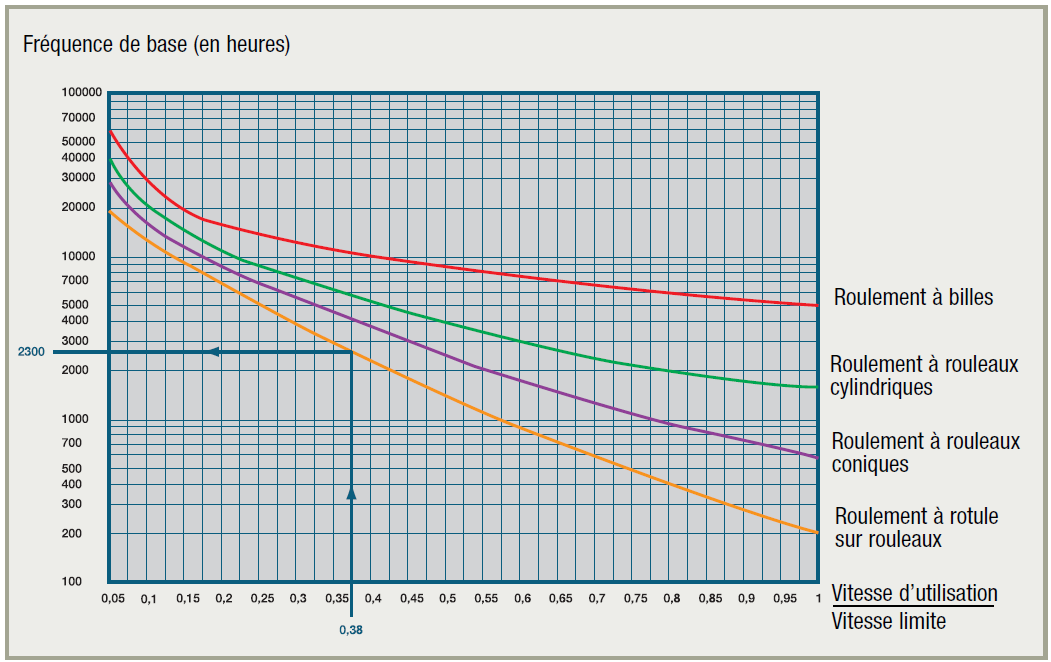 Fréquence de base (en heures)
100000
70000
50000
40000
30000
20000
10000
7000
5000
4000
3000
2300
2000
1000
700
500
400
300
200
100
0,05 0,1 0,15 0,2 0,25 0,3 0,35 0,4 0,45 0,5 0,55 0,6 0,65 0,7 0,75 0,8 0,85 0,9 0,95 1
0,38
Roulement à billes
Roulement à rouleaux
cylindriques
Roulement à rouleaux
coniques
Roulement à rotule
sur rouleaux
Vitesse d'utilisation
Vitesse limite